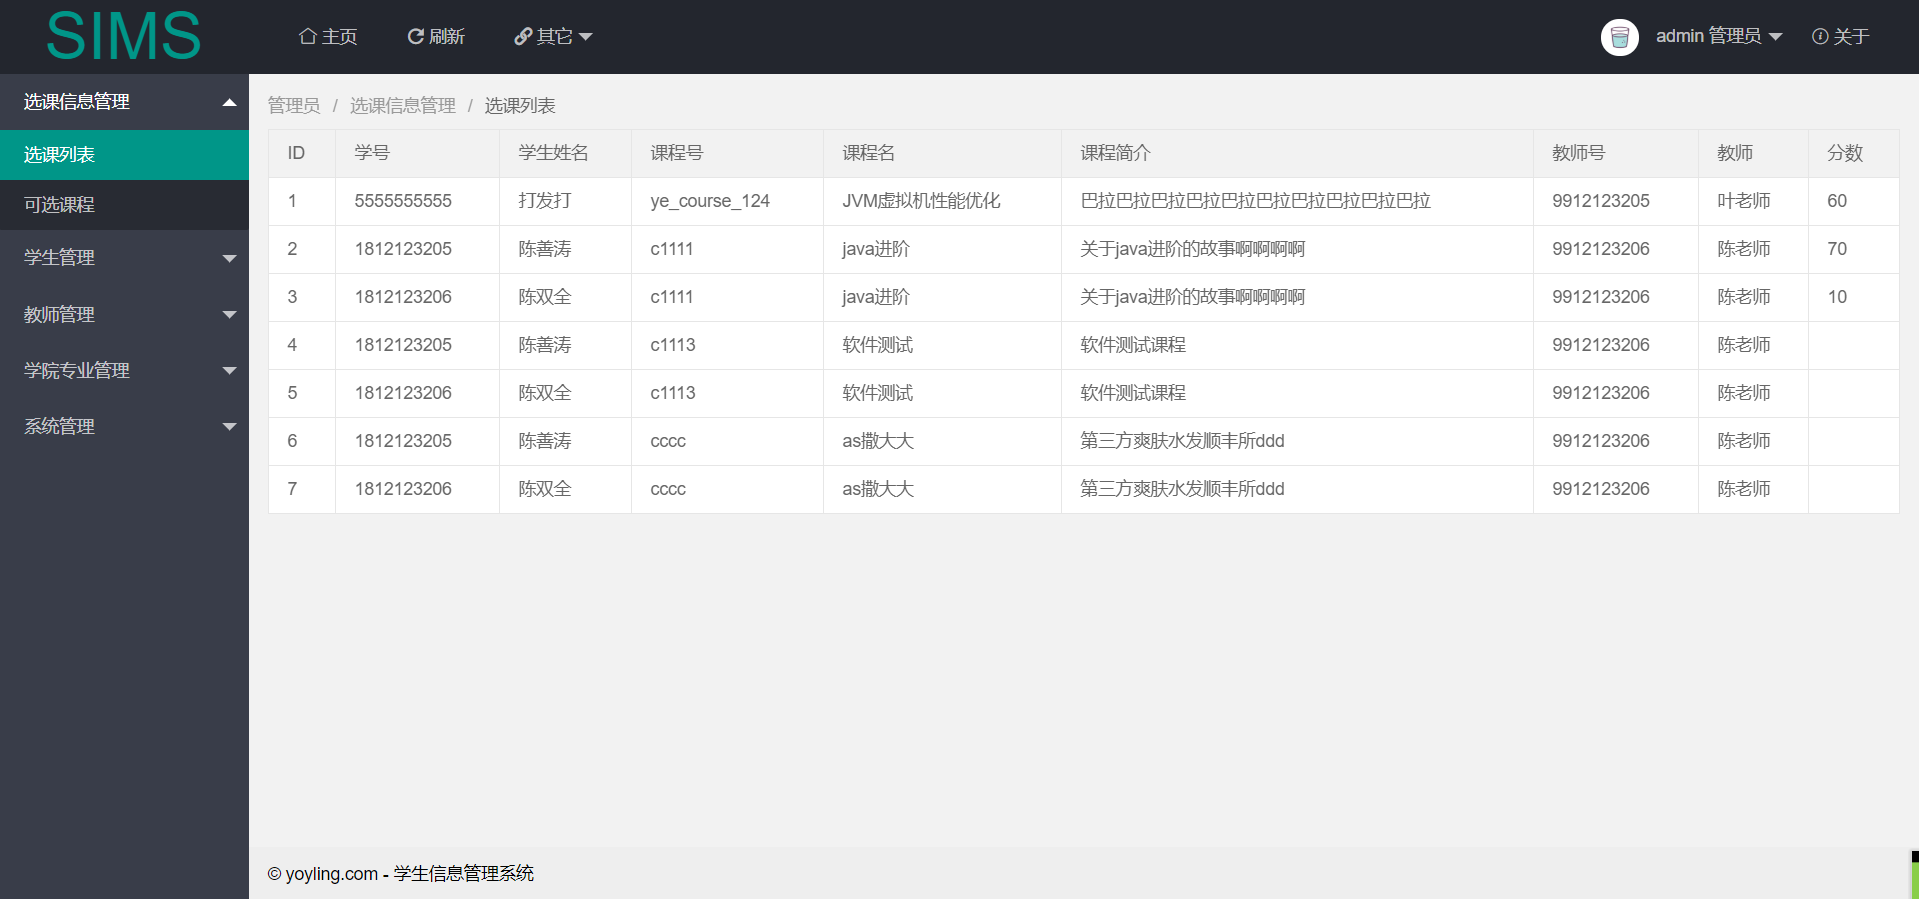 SIMS
主页 刷新 其它 admin 管理员 关于
选课信息管理
选课列表
可选课程
学生管理
教师管理
学院专业管理
系统管理
管理员 / 选课信息管理 / 选课列表
ID 学号 学生姓名 课程号 课程名 课程简介 教师号 教师 分数
1 5555555555 打发打 ye_course_124 JVM虚拟机性能优化 巴拉巴拉巴拉巴拉巴拉巴拉巴拉巴拉巴拉巴拉 9912123205 叶老师 60
2 1812123205 陈善涛 c1111 java进阶 关于java进阶的故事啊啊啊啊 9912123206 陈老师 70
3 1812123206 陈双全 c1111 java进阶 关于java进阶的故事啊啊啊啊 9912123206 陈老师 10
4 1812123205 陈善涛 c1113 软件测试 软件测试课程 9912123206 陈老师
5 1812123206 陈双全 c1113 软件测试 软件测试课程 9912123206 陈老师
6 1812123205 陈善涛 cccc as撒大大 第三方爽肤水发顺丰所ddd 9912123206 陈老师
7 1812123206 陈双全 cccc as撒大大 第三方爽肤水发顺丰所ddd 9912123206 陈老师
© yoyling.com - 学生信息管理系统